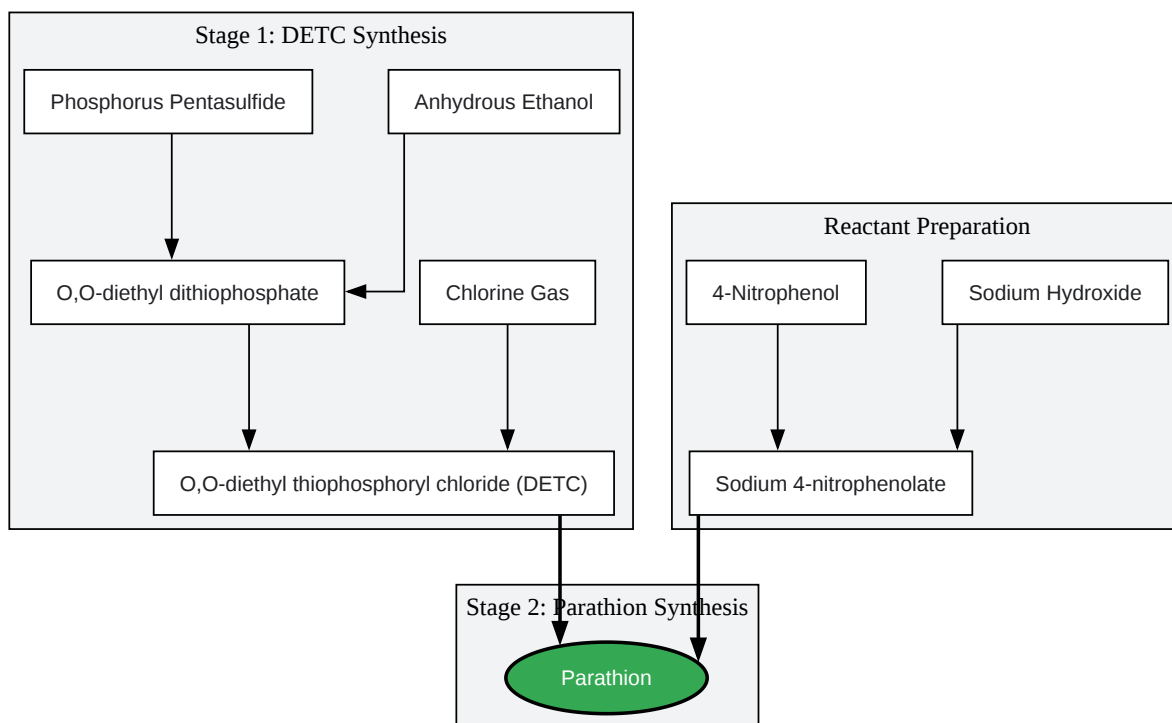 Stage 1: DETC Synthesis
Phosphorus Pentasulfide
Anhydrous Ethanol
Reactant Preparation
O,O-diethyl dithiophosphate
Chlorine Gas
4-Nitrophenol
Sodium Hydroxide
O,O-diethyl thiophosphoryl chloride (DETC)
Sodium 4-nitrophenolate
Stage 2: Parathion Synthesis
Parathion